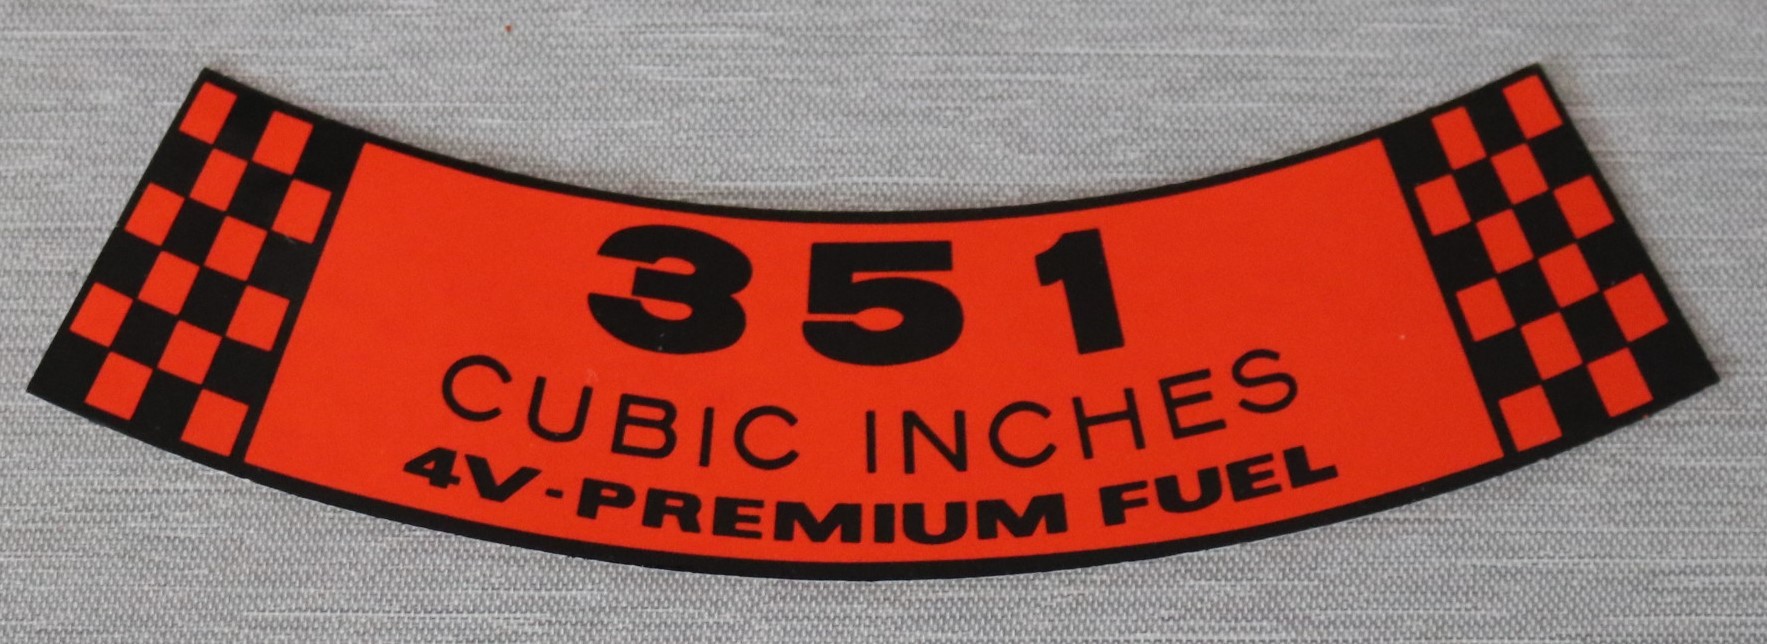 351
CUBIC INCHES
4V-PREMIUM FUEL